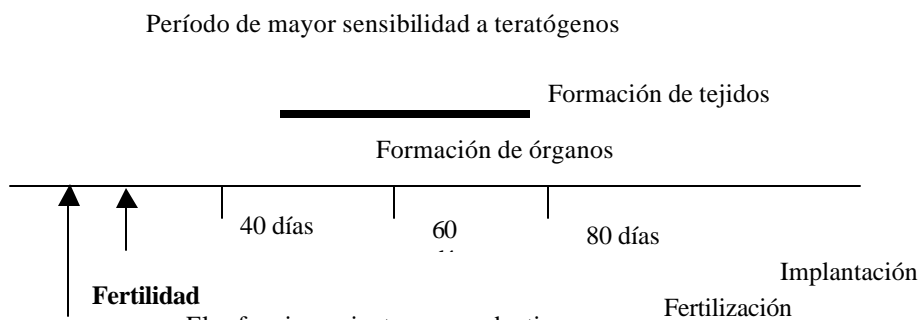 Período de mayor sensibilidad a teratógenos
Formación de tejidos
Formación de órganos
40 días
60
80 días
Implantación
Fertilidad
Fertilización